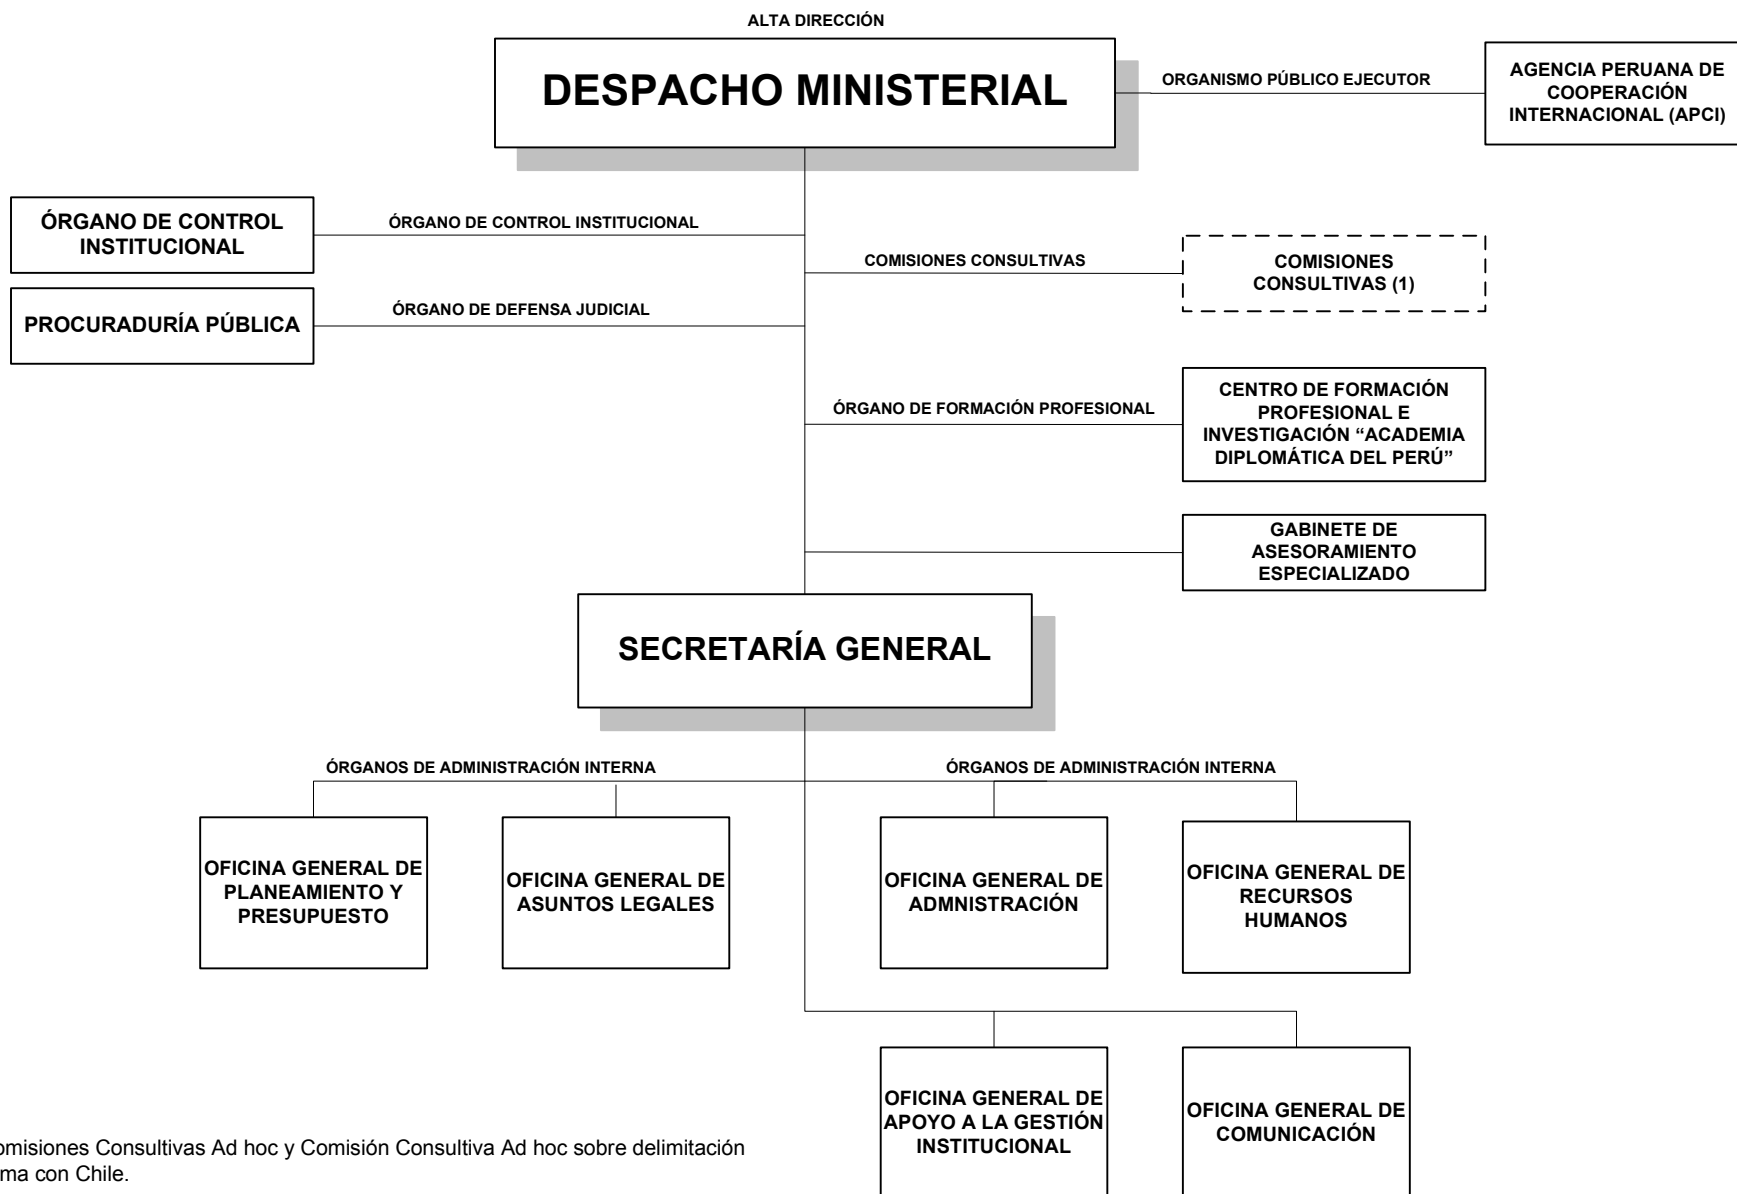 ALTA DIRECCIÓN
DESPACHO MINISTERIAL
ORGANISMO PÚBLICO EJECUTOR
AGENCIA PERUANA DE
COOPERACIÓN
INTERNACIONAL (APCI)
ÓRGANO DE CONTROL
INSTITUCIONAL
ÓRGANO DE CONTROL INSTITUCIONAL
COMISIONES CONSULTIVAS
COMISIONES
CONSULTIVAS (1)
PROCURADURÍA PÚBLICA
ÓRGANO DE DEFENSA JUDICIAL
ÓRGANO DE FORMACIÓN PROFESIONAL
CENTRO DE FORMACIÓN
PROFESIONAL E
INVESTIGACIÓN “ACADEMIA
DIPLOMÁTICA DEL PERÚ”
GABINETE DE
ASESORAMIENTO
ESPECIALIZADO
SECRETARÍA GENERAL
ÓRGANOS DE ADMINISTRACIÓN INTERNA
ÓRGANOS DE ADMINISTRACIÓN INTERNA
OFICINA GENERAL DE
PLANEAMIENTO Y
PRESUPUESTO
OFICINA GENERAL DE
ASUNTOS LEGALES
OFICINA GENERAL DE
ADMNISTRACIÓN
OFICINA GENERAL DE
RECURSOS
HUMANOS
OFICINA GENERAL DE
APOYO A LA GESTIÓN
INSTITUCIONAL
OFICINA GENERAL DE
COMUNICACIÓN
omisiones Consultivas Ad hoc y Comisión Consultiva Ad hoc sobre delimitación
ma con Chile.